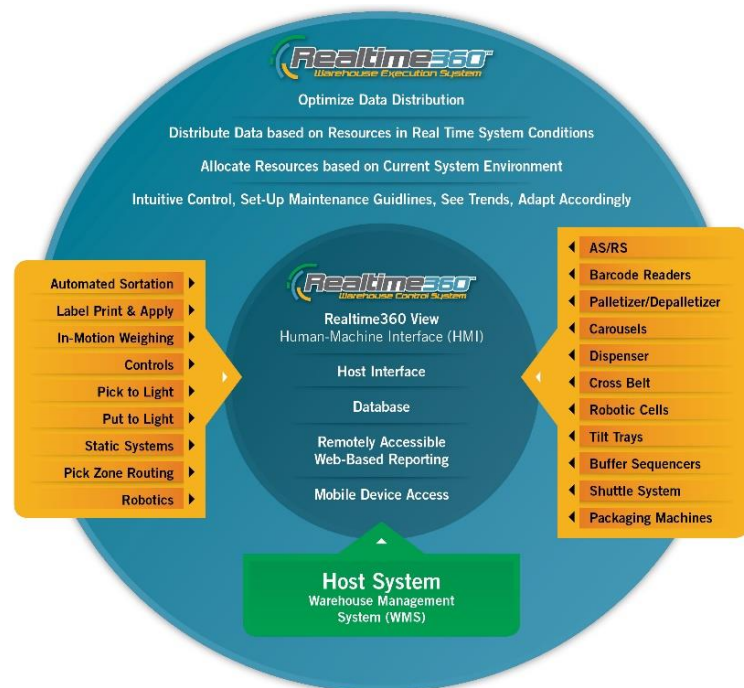 Realtime360™
Warehouse Execution System
Optimize Data Distribution
Distribute Data based on Resources in Real Time System Conditions
Allocate Resources based on Current System Environment
Intuitive Control, Set-Up Maintenance Guidlines, See Trends, Adapt Accordingly
Automated Sortation
Label Print & Apply
In-Motion Weighing
Controls
Pick to Light
Put to Light
Static Systems
Pick Zone Routing
Robotics
Realtime360™
Warehouse Control System
Realtime360 View
Human-Machine Interface (HMI)
Host Interface
Database
Remotely Accessible
Web-Based Reporting
Mobile Device Access
AS/RS
Barcode Readers
Palletizer/Depalletizer
Carousels
Dispenser
Cross Belt
Robotic Cells
Tilt Trays
Buffer Sequencers
Shuttle System
Packaging Machines
Host System
Warehouse Management
System (WMS)